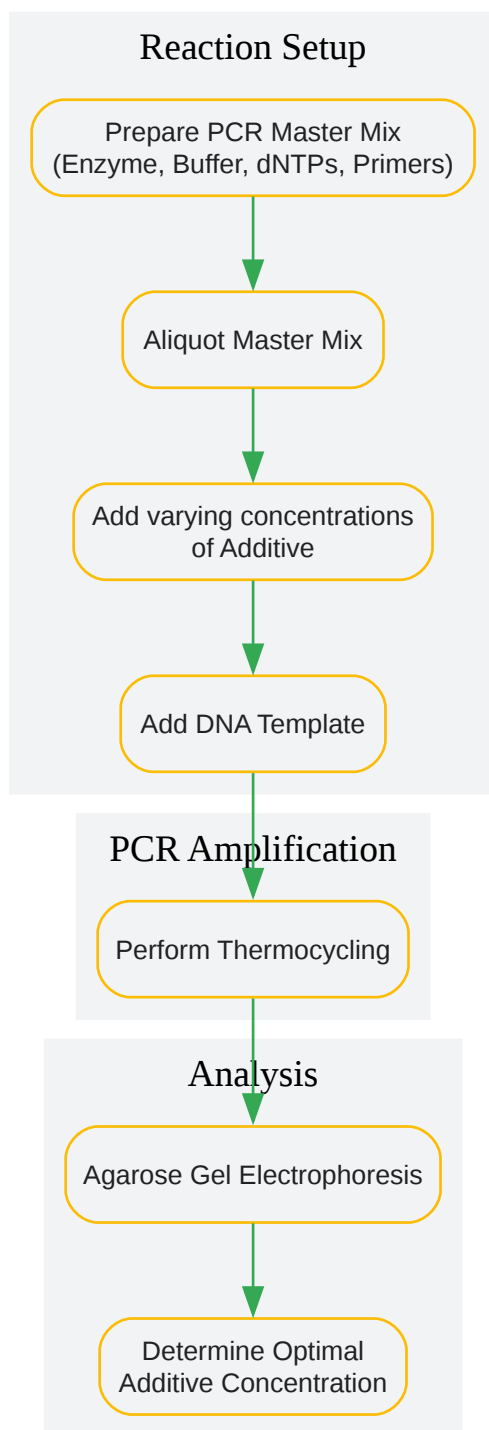 Reaction Setup
Prepare PCR Master Mix
(Enzyme, Buffer, dNTPs, Primers)
Aliquot Master Mix
Add varying concentrations
of Additive
Add DNA Template
PCR Amplification
Perform Thermocycling
Analysis
Agarose Gel Electrophoresis
Determine Optimal
Additive Concentration